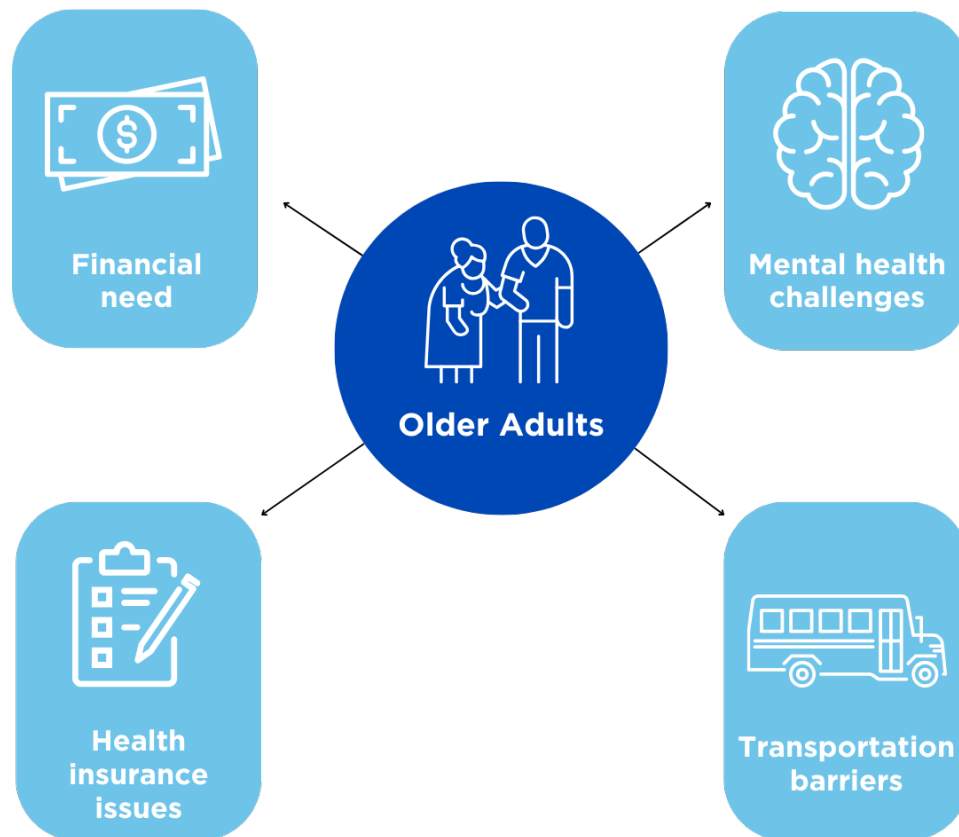 Financial
need
Mental health
challenges
Older Adults
Health
insurance
issues
Transportation
barriers